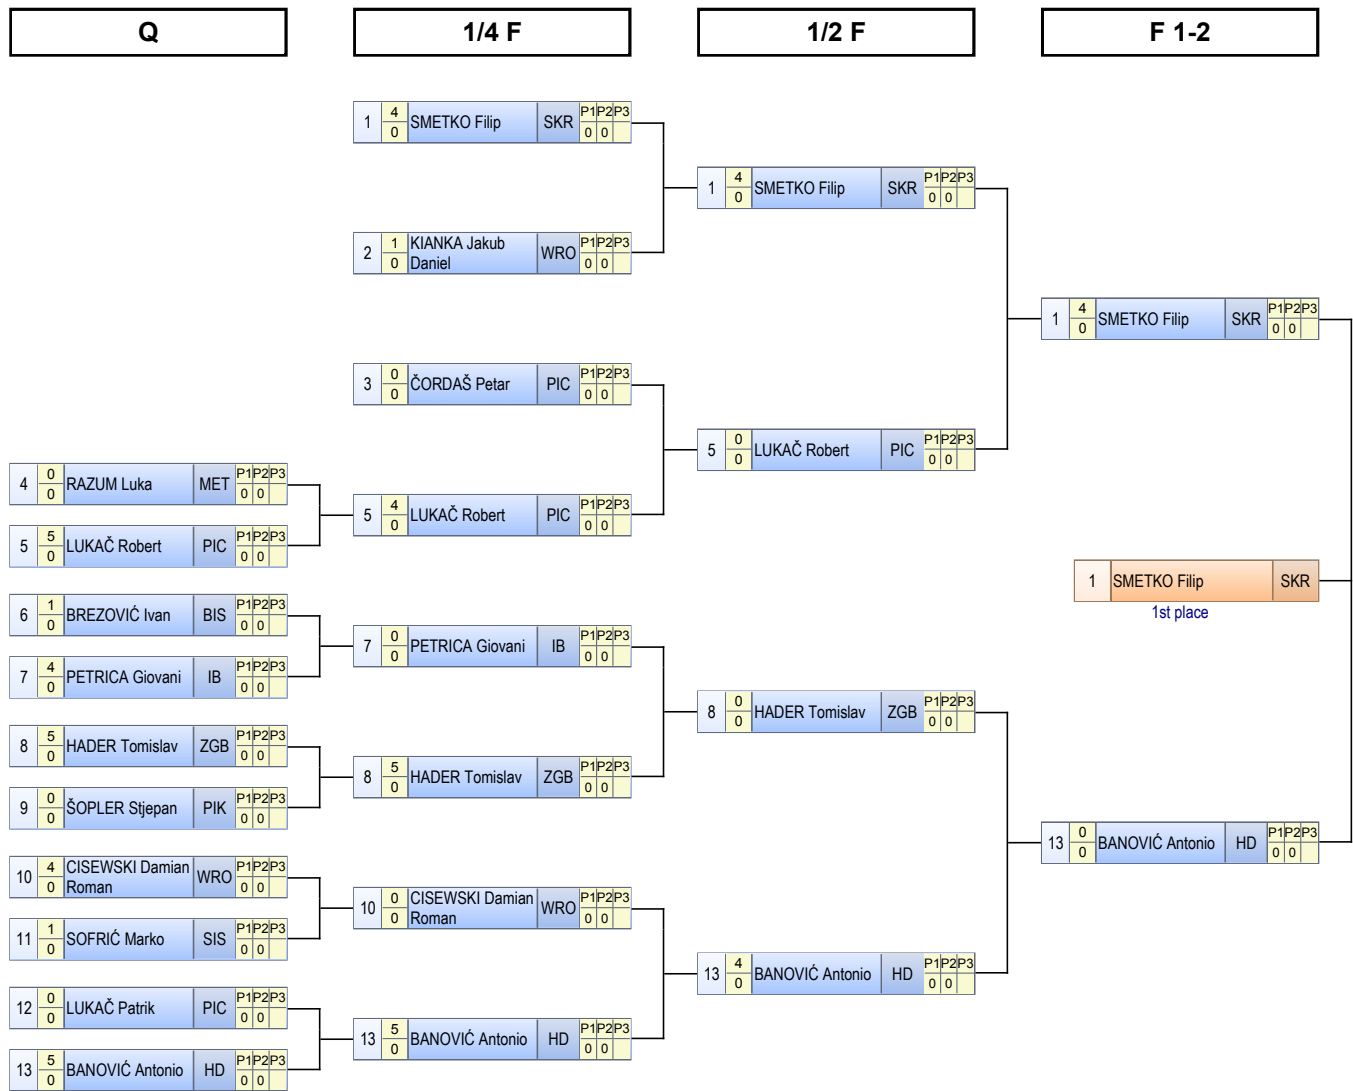 Q
1/4 F
1/2 F
F 1-2
1 4 SMETKO Filip SKR P1 P2 P3
0 0 0
1 4 SMETKO Filip SKR P1 P2 P3
0 0 0
2 1 KIANKA Jakub WRO P1 P2 P3
0 Daniel 0 0
1 4 SMETKO Filip SKR P1 P2 P3
0 0 0
3 0 ČORDAŠ Petar PIC P1 P2 P3
0 0 0
5 0 LUKAČ Robert PIC P1 P2 P3
0 0 0
4 0 RAZUM Luka MET P1 P2 P3
0 0 0
5 4 LUKAČ Robert PIC P1 P2 P3
0 0 0
5 5 LUKAČ Robert PIC P1 P2 P3
0 0 0
1 SMETKO Filip SKR
1st place
6 1 BREZOVIĆ Ivan BIS P1 P2 P3
0 0 0
7 0 PETRICA Giovani IB P1 P2 P3
0 0 0
7 4 PETRICA Giovani IB P1 P2 P3
0 0 0
8 0 HADER Tomislav ZGB P1 P2 P3
0 0 0
8 5 HADER Tomislav ZGB P1 P2 P3
0 0 0
8 5 HADER Tomislav ZGB P1 P2 P3
0 0 0
9 0 ŠOPLER Stjepan PIK P1 P2 P3
0 0 0
13 0 BANOVIĆ Antonio HD P1 P2 P3
0 0 0
10 4 CISEWSKI Damian WRO P1 P2 P3
0 Roman 0 0
10 0 CISEWSKI Damian WRO P1 P2 P3
0 Roman 0 0
11 1 SOFRIĆ Marko SIS P1 P2 P3
0 0 0
13 4 BANOVIĆ Antonio HD P1 P2 P3
0 0 0
12 0 LUKAČ Patrik PIC P1 P2 P3
0 0 0
13 5 BANOVIĆ Antonio HD P1 P2 P3
0 0 0
13 5 BANOVIĆ Antonio HD P1 P2 P3
0 0 0